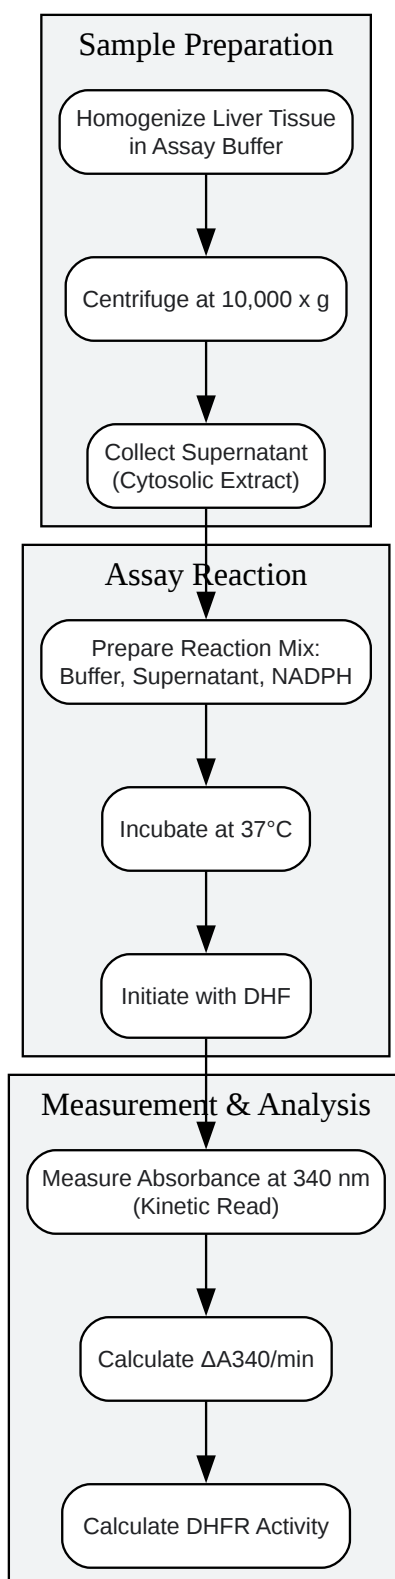 Sample Preparation
Homogenize Liver Tissue
in Assay Buffer
Centrifuge at 10,000 x g
Collect Supernatant
(Cytosolic Extract)
Assay Reaction
Prepare Reaction Mix:
Buffer, Supernatant, NADPH
Incubate at 37°C
Initiate with DHF
Measurement & Analysis
Measure Absorbance at 340 nm
(Kinetic Read)
Calculate ΔA340/min
Calculate DHFR Activity